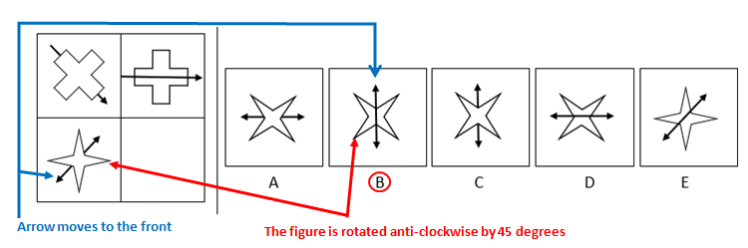 A
B
C
D
E
Arrow moves to the front
The figure is rotated anti-clockwise by 45 degrees